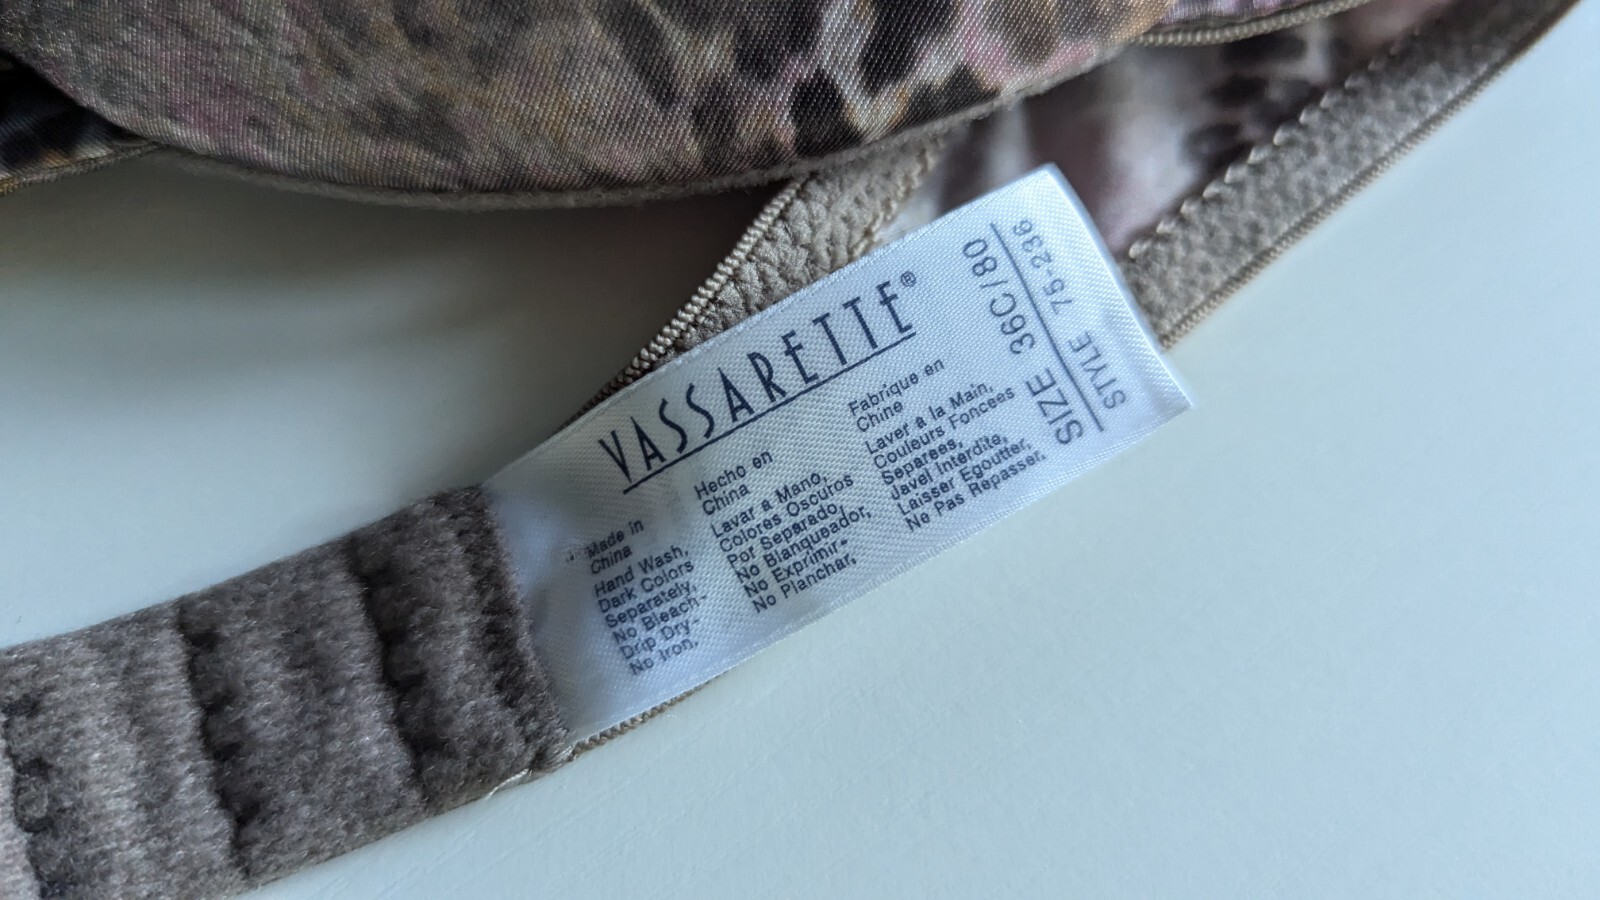 VASSARETTE®
Made in
China
Hand Wash,
Dark Colors
Separately,
No Bleach-
Drip Dry-
No Iron,
Hecho en
China
Lavar a Mano,
Colores Oscuros
Por Separado,
No Blanqueador,
No Exprimir-
No Planchar,
Fabrique en
Chine
Laver a la Main,
Couleurs Foncees
Separees,
Javel Interdite,
Laisser Egoutter,
Ne Pas Repasser.
SIZE 36C/80
STYLE 75-236